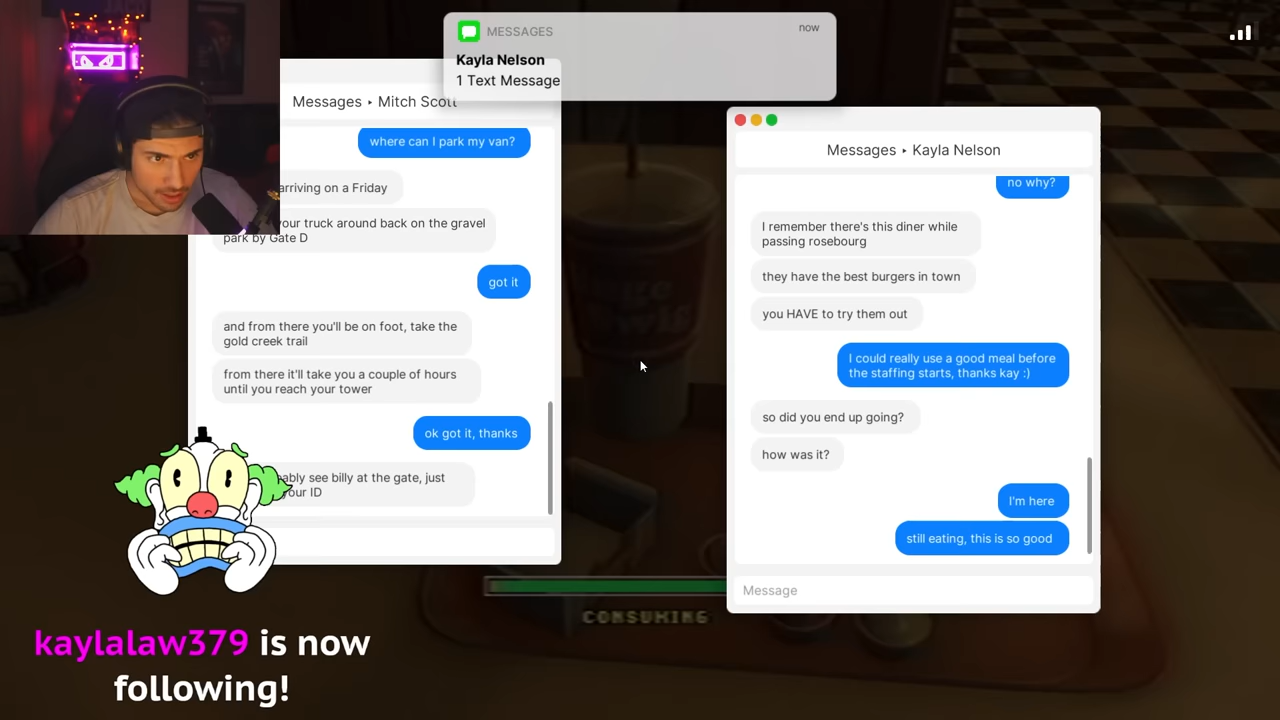 MESSAGES
now
Kayla Nelson
1 Text Message
Messages ▸ Mitch Scott
where can I park my van?
arriving on a Friday
your truck around back on the gravel
park by Gate D
got it
and from there you'll be on foot, take the
gold creek trail
from there it'll take you a couple of hours
until you reach your tower
ok got it, thanks
see billy at the gate, just
your ID
Messages ▸ Kayla Nelson
no why?
I remember there's this diner while
passing rosebourg
they have the best burgers in town
you HAVE to try them out
I could really use a good meal before
the staffing starts, thanks kay :)
so did you end up going?
how was it?
I'm here
still eating, this is so good
Message
CONSUMING
kaylalaw379 is now
following!